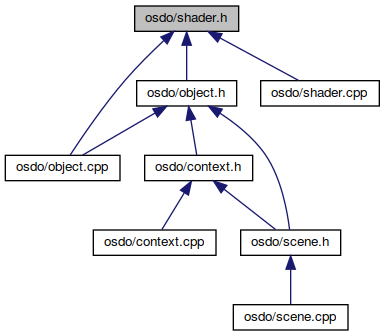 osdo/shader.h
osdo/object.h
osdo/shader.cpp
osdo/object.cpp
osdo/context.h
osdo/context.cpp
osdo/scene.h
osdo/scene.cpp